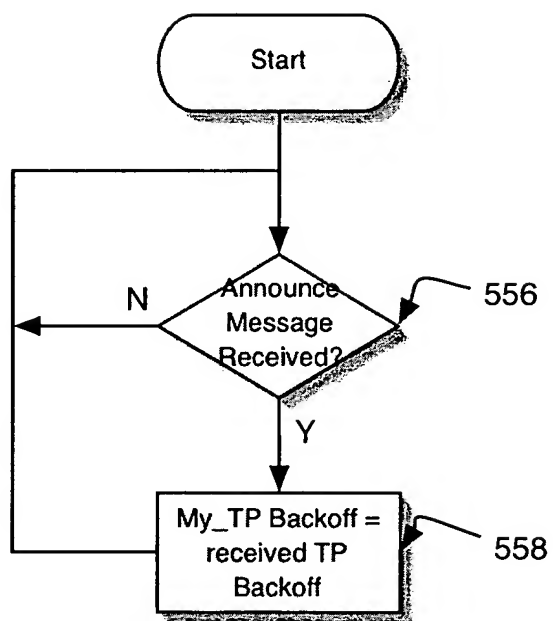 Start
N
Announce
Message
Received?
556
Y
My_TP Backoff =
received TP
Backoff
558